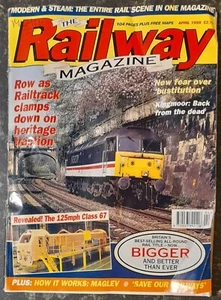 MODERN & STEAM: THE ENTIRE RAIL SCENE IN ONE MAGAZINE
104 PAGES PLUS FREE MAPS APRIL 1999
THE
Railway
MAGAZINE
Row as
Railtrack
clamps
down on
heritage
traction
New fear over
'bustitution'
Kingmoor: Back
from the dead
Revealed! The 125mph Class 67
BRITAIN'S
BEST-SELLING ALL-ROUND
RAIL TITLE - NOW
BIGGER
AND BETTER
THAN EVER
PLUS: HOW IT WORKS: MAGLEV 'SAVE OUR